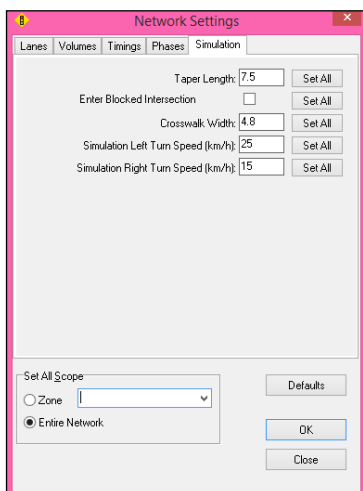 Network Settings
Lanes Volumes Timings Phases Simulation
Taper Length: 7.5 Set All
Enter Blocked Intersection Set All
Crosswalk Width: 4.8 Set All
Simulation Left Turn Speed (km/h): 25 Set All
Simulation Right Turn Speed (km/h): 15 Set All
Set All Scope
Zone
Entire Network
Defaults
OK
Close